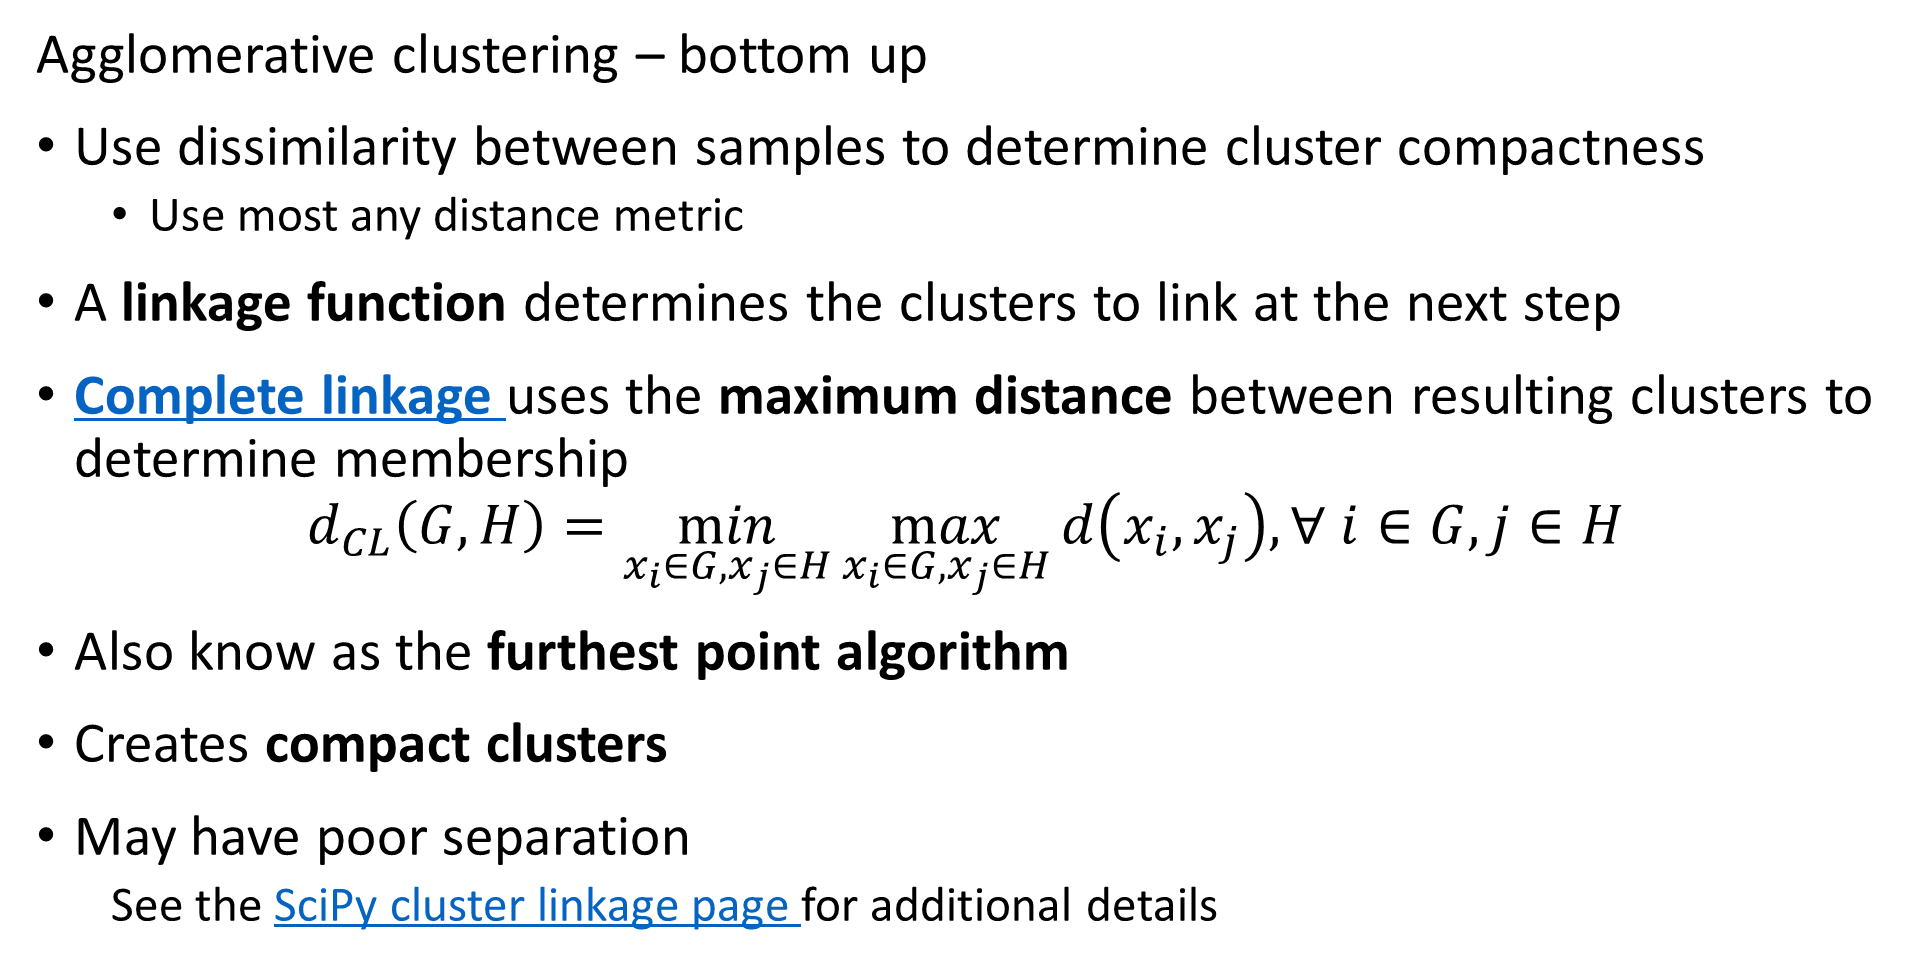 Agglomerative clustering – bottom up
• Use dissimilarity between samples to determine cluster compactness
• Use most any distance metric
• A linkage function determines the clusters to link at the next step
• Complete linkage uses the maximum distance between resulting clusters to
determine membership
d_{CL}(G, H) = min_{x_i∈G,x_j∈H} max_{x_i∈G,x_j∈H} d(x_i, x_j), ∀ i ∈ G, j ∈ H
• Also know as the furthest point algorithm
• Creates compact clusters
• May have poor separation
See the SciPy cluster linkage page for additional details